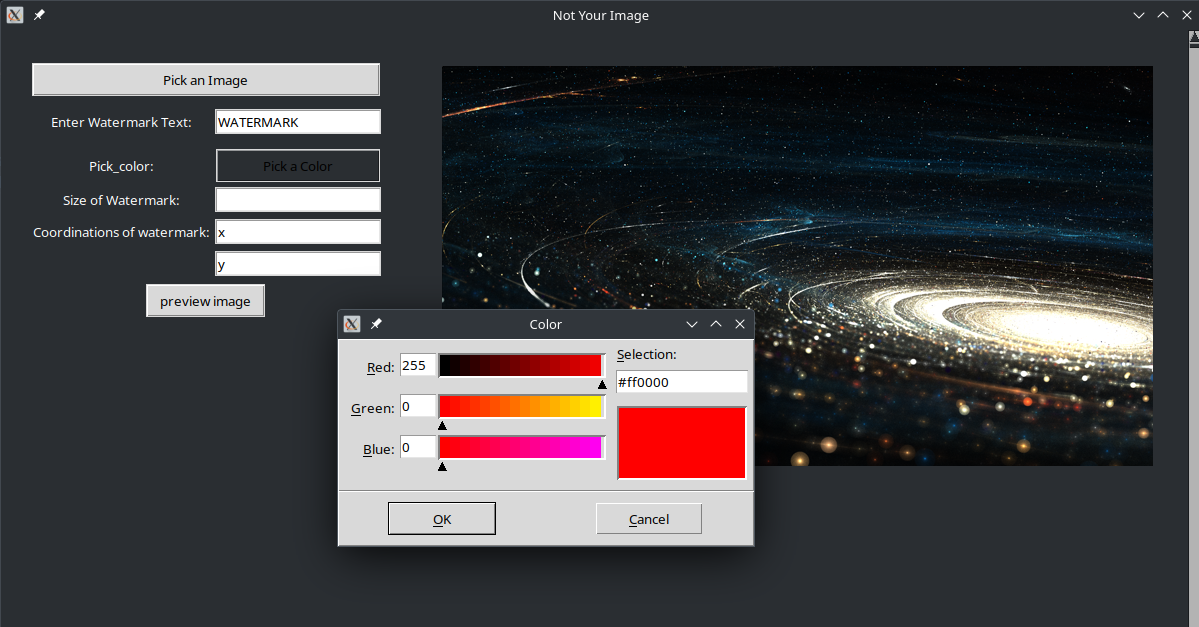 Not Your Image
Pick an Image
Enter Watermark Text: WATERMARK
Pick_color: Pick a Color
Size of Watermark:
Coordinations of watermark: x
y
preview image
Color
Red: 255
Green: 0
Blue: 0
Selection:
#ff0000
OK Cancel